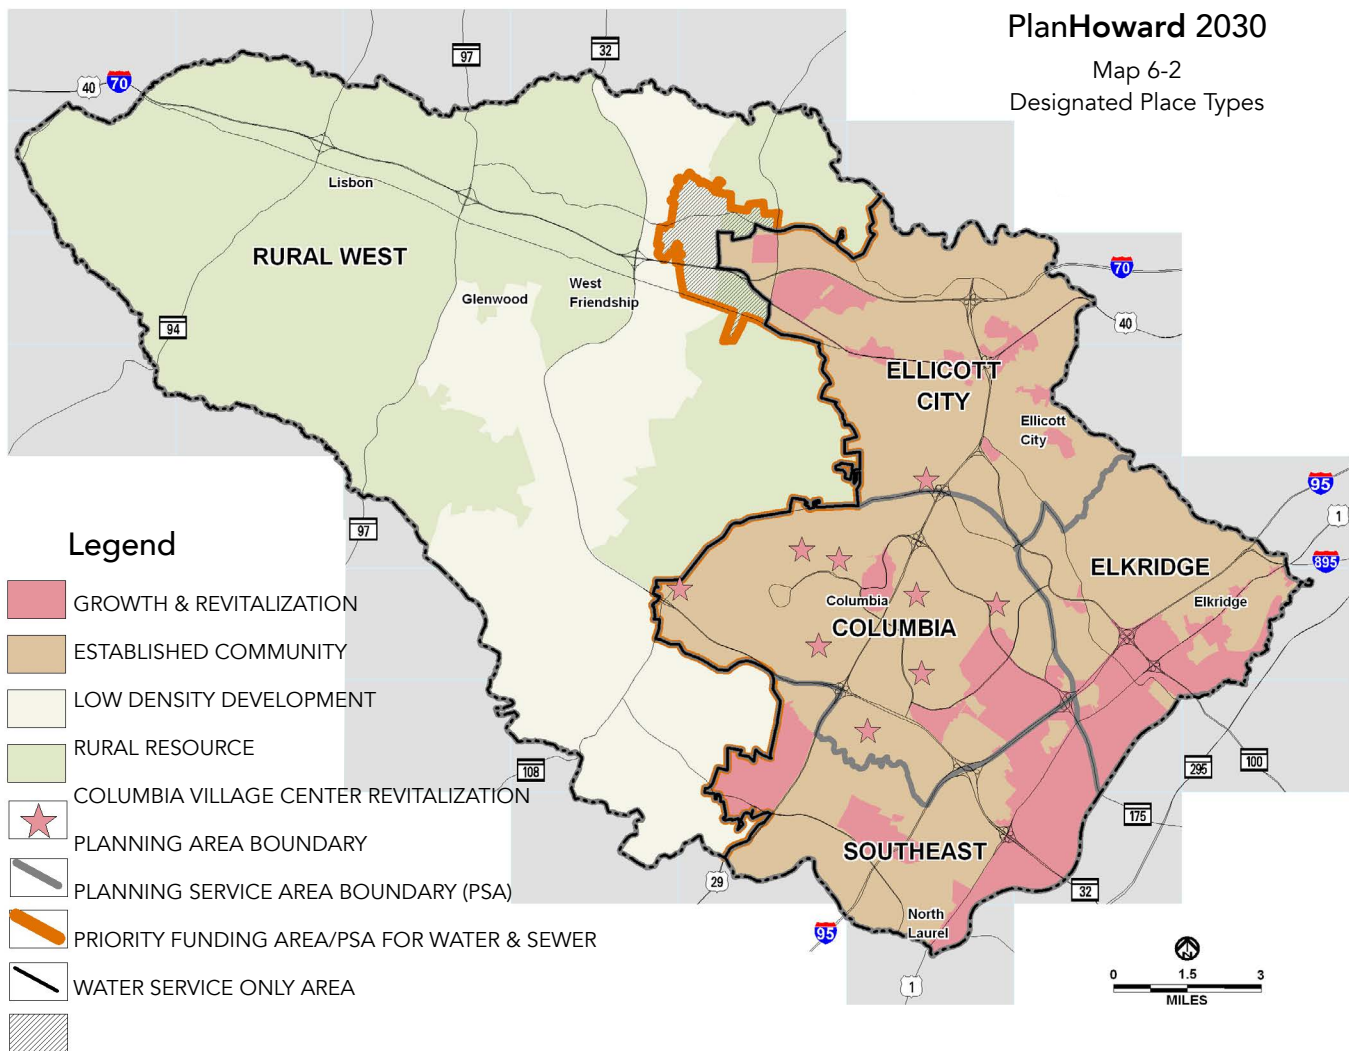 PlanHoward 2030
Map 6-2
Designated Place Types
97
32
40
70
Lisbon
RURAL WEST
Glenwood
West
Friendship
94
70
40
ELLICOTT
CITY
Ellicott
City
95
1
895
97
ELKRIDGE
Elkridge
Columbia
COLUMBIA
Legend
GROWTH & REVITALIZATION
ESTABLISHED COMMUNITY
LOW DENSITY DEVELOPMENT
RURAL RESOURCE
COLUMBIA VILLAGE CENTER REVITALIZATION
PLANNING AREA BOUNDARY
PLANNING SERVICE AREA BOUNDARY (PSA)
PRIORITY FUNDING AREA/PSA FOR WATER & SEWER
WATER SERVICE ONLY AREA
108
295
100
175
SOUTHEAST
29
32
North
Laurel
95
1
0 1.5 3
MILES